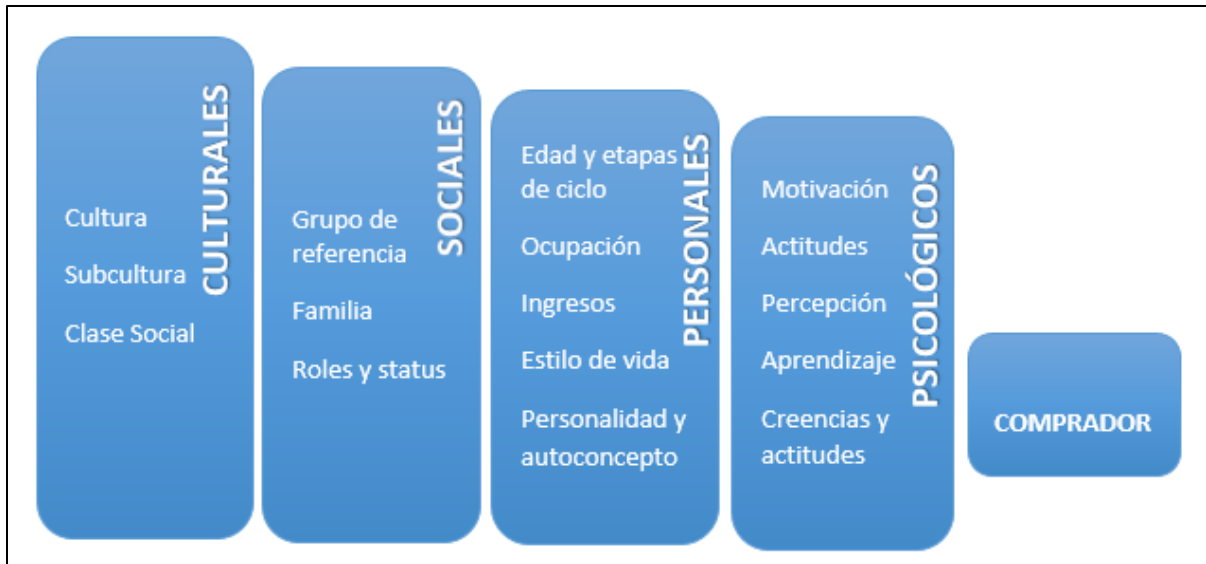 CULTURALES
Cultura
Subcultura
Clase Social
SOCIALES
Grupo de
referencia
Familia
Roles y status
PERSONALES
Edad y etapas
de ciclo
Ocupación
Ingresos
Estilo de vida
Personalidad y
autoconcepto
PSICOLÓGICOS
Motivación
Actitudes
Percepción
Aprendizaje
Creencias y
actitudes
COMPRADOR